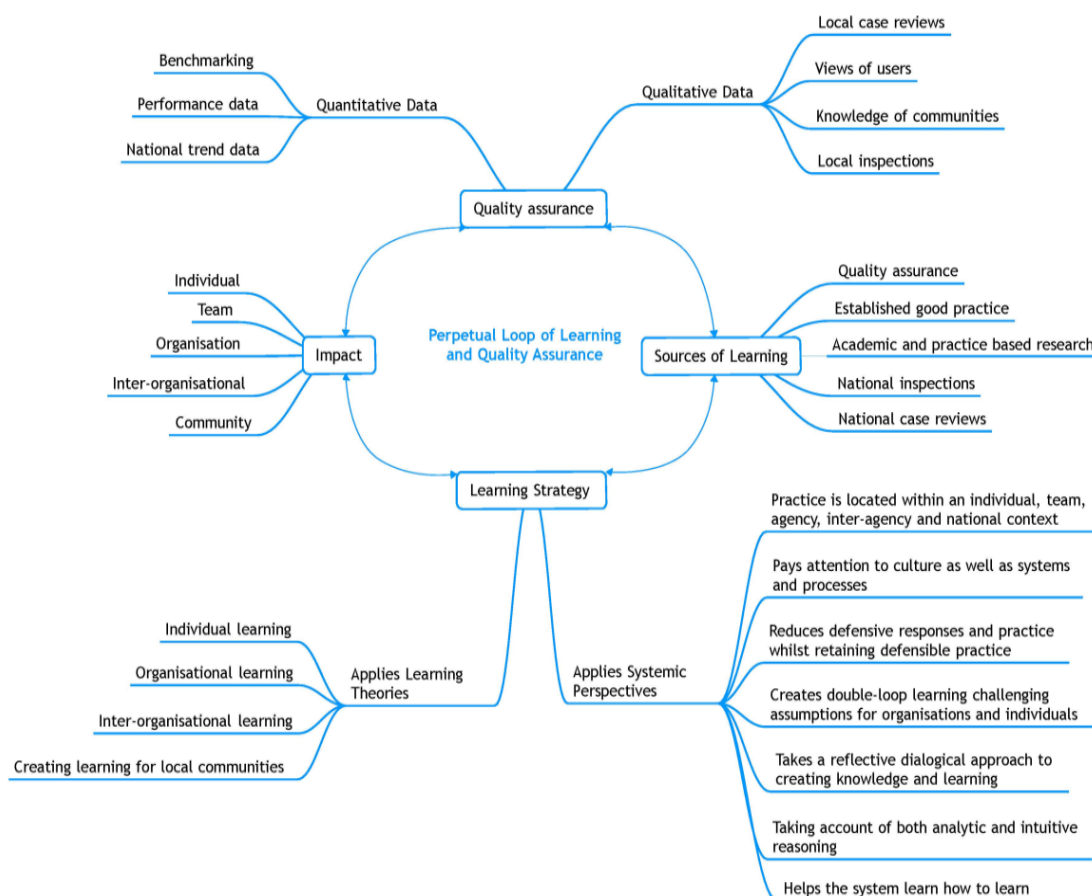 Local case reviews
Benchmarking
Views of users
Qualitative Data
Performance data
Quantitative Data
Knowledge of communities
National trend data
Local inspections
Quality assurance
Individual
Quality assurance
Team
Established good practice
Perpetual Loop of Learning
and Quality Assurance
Organisation
Impact
Sources of Learning
Academic and practice based research
Inter-organisational
National inspections
Community
National case reviews
Learning Strategy
Practice is located within an individual, team,
agency, inter-agency and national context
Pays attention to culture as well as systems
and processes
Individual learning
Reduces defensive responses and practice
whilst retaining defensible practice
Organisational learning
Applies Learning
Theories
Applies Systemic
Perspectives
Inter-organisational learning
Creates double-loop learning challenging
assumptions for organisations and individuals
Creating learning for local communities
Takes a reflective dialogical approach to
creating knowledge and learning
Taking account of both analytic and intuitive
reasoning
Helps the system learn how to learn